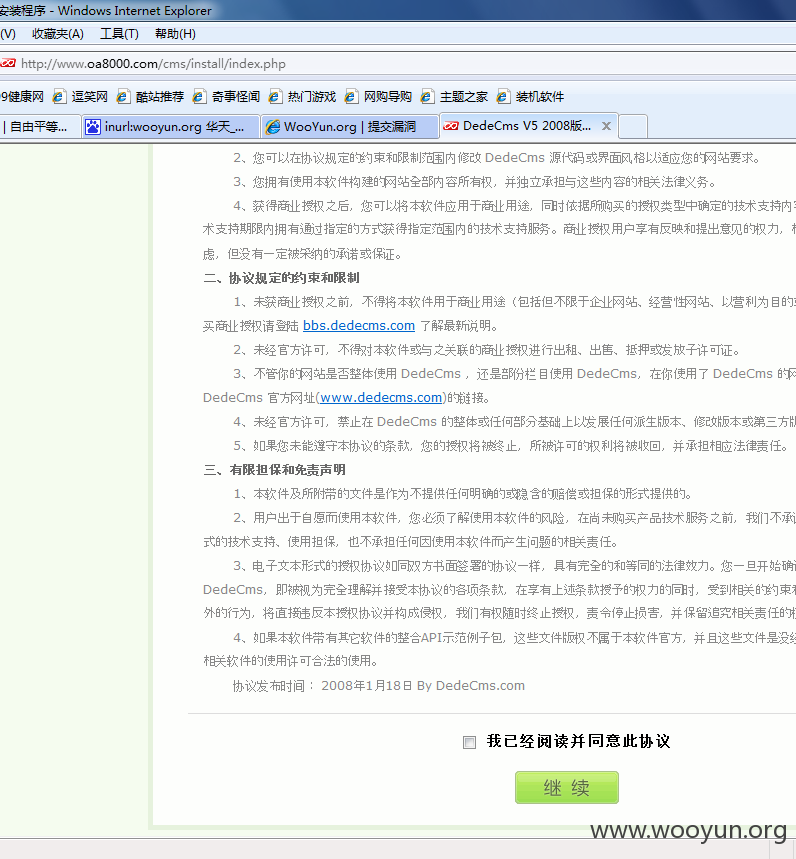 安装程序 - Windows Internet Explorer
(V) 收藏夹(A) 工具(T) 帮助(H)
http://www.oa8000.com/cms/install/index.php
9健康网 逗笑网 酷站推荐 奇事怪闻 热门游戏 网购导购 主题之家 装机软件
| 自由平等... inurl:wooyun.org 华天_... WooYun.org | 提交漏洞 DedeCms V5 2008版... X
2、您可以在协议规定的约束和限制范围内修改 DedeCms 源代码或界面风格以适应您的网站要求。
3、您拥有使用本软件构建的网站全部内容所有权，并独立承担与这些内容的相关法律义务。
4、获得商业授权之后，您可以将本软件应用于商业用途，同时依据所购买的授权类型中确定的技术支持内
术支持期限内拥有通过指定的方式获得指定范围内的技术支持服务。商业授权用户享有反映和提出意见的权力，
虑，但没有一定被采纳的承诺或保证。
二、协议规定的约束和限制
1、未获商业授权之前，不得将本软件用于商业用途（包括但不限于企业网站、经营性网站、以营利为目的
买商业授权请登陆 bbs.dedecms.com 了解最新说明。
2、未经官方许可，不得对本软件或与之关联的商业授权进行出租、出售、抵押或发放子许可证。
3、不管你的网站是否整体使用 DedeCms ，还是部份栏目使用 DedeCms，在你使用了 DedeCms 的
DedeCms 官方网址(www.dedecms.com)的链接。
4、未经官方许可，禁止在 DedeCms 的整体或任何部分基础上以发展任何派生版本、修改版本或第三方
5、如果您未能遵守本协议的条款，您的授权将被终止，所被许可的权利将被收回，并承担相应法律责任。
三、有限担保和免责声明
1、本软件及所附带的文件是作为不提供任何明确的或隐含的赔偿或担保的形式提供的。
2、用户出于自愿而使用本软件，您必须了解使用本软件的风险，在尚未购买产品技术服务之前，我们不
式的技术支持、使用担保，也不承担任何因使用本软件而产生问题的相关责任。
3、电子文本形式的授权协议如同双方书面签署的协议一样，具有完全的和等同的法律效力。您一旦开始
DedeCms，即被视为完全理解并接受本协议的各项条款，在享有上述条款授予的权力的同时，受到相关的约束
外的行为，将直接违反本授权协议并构成侵权，我们有权随时终止授权，责令停止损害，并保留追究相关责任的
4、如果本软件带有其它软件的整合API示范例子包，这些文件版权不属于本软件官方，并且这些文件是没
相关软件的使用许可合法的使用。
协议发布时间： 2008年1月18日 By DedeCms.com
我已经阅读并同意此协议
继 续
www.wooyun.org